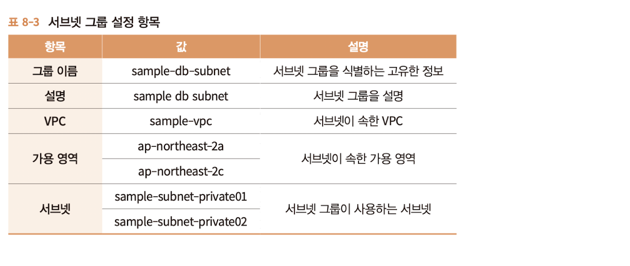 표 8-3 서브넷 그룹 설정 항목
항목 값 설명
그룹 이름 sample-db-subnet 서브넷 그룹을 식별하는 고유한 정보
설명 sample db subnet 서브넷 그룹을 설명
VPC sample-vpc 서브넷이 속한 VPC
가용 영역 ap-northeast-2a 서브넷이 속한 가용 영역
ap-northeast-2c
서브넷 sample-subnet-private01 서브넷 그룹이 사용하는 서브넷
sample-subnet-private02